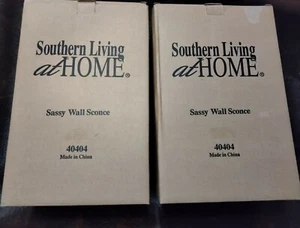 Southern Living
at HOME®
Sassy Wall Sconce
40404
Made in China
Southern Living
at HOME®
Sassy Wall Sconce
40404
Made in China